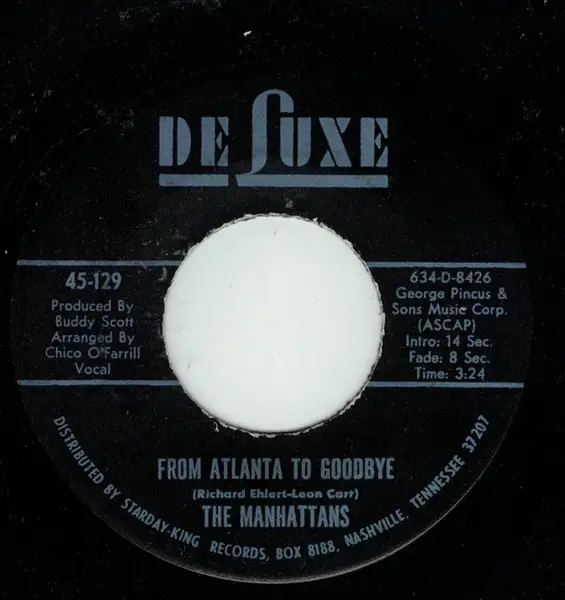 DELUXE
45-129
Produced By
Buddy Scott
Arranged By
Chico O'Farrill
Vocal
634-D-8426
George Pincus &
Sons Music Corp.
(ASCAP)
Intro: 14 Sec.
Fade: 8 Sec.
Time: 3:24
FROM ATLANTA TO GOODBYE
(Richard Ehlert-Leon Carr)
THE MANHATTANS
DISTRIBUTED BY STARDAY-KING RECORDS, BOX 8188, NASHVILLE, TENNESSEE 37207